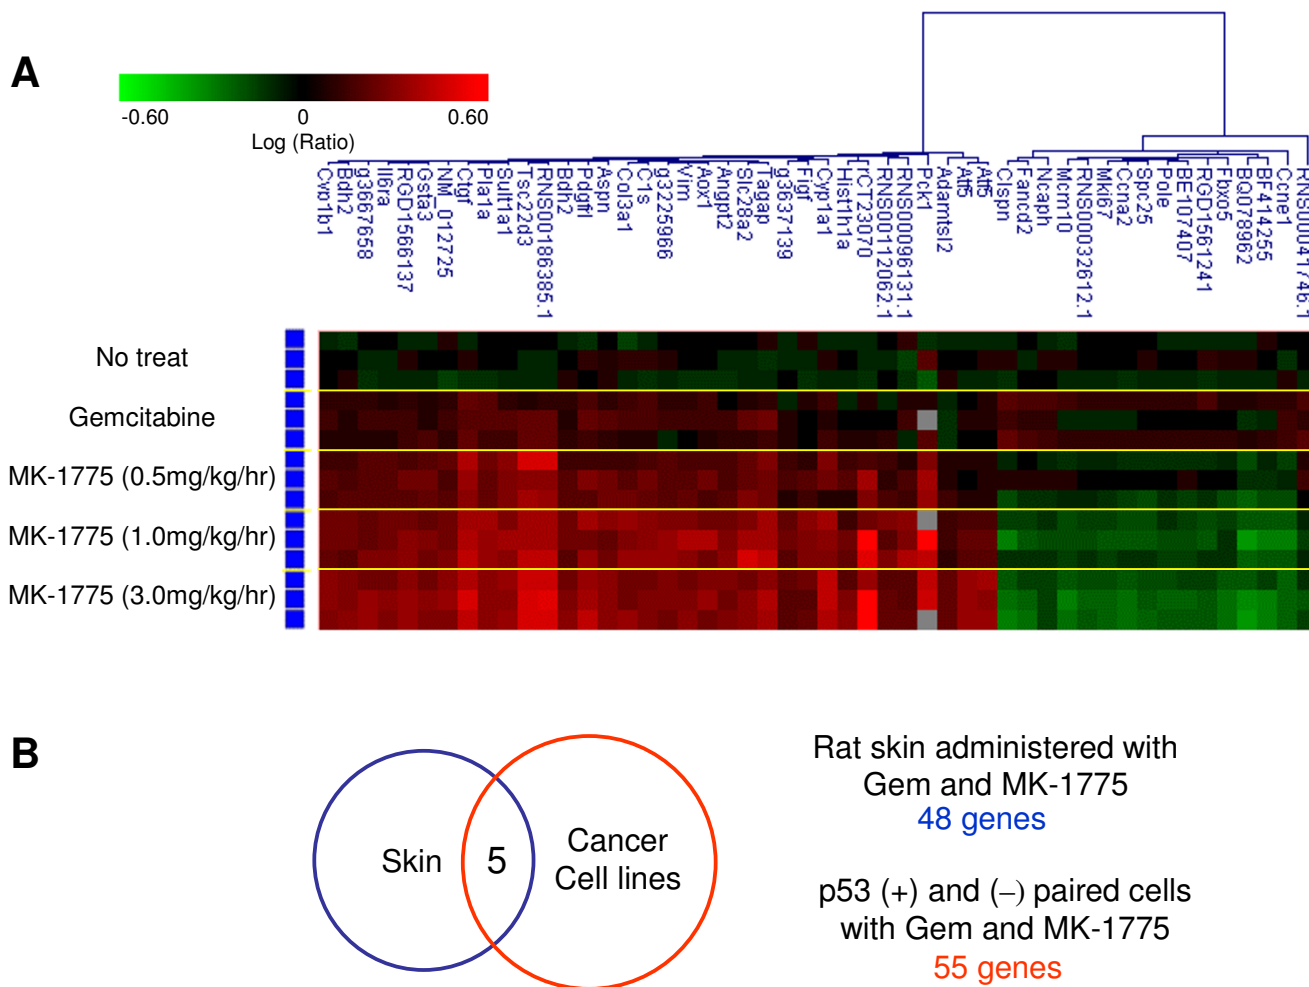 A
-0.60 0 0.60
Log (Ratio)
Cyp1b1
Bdh2
g3667658
Il6ra
RGD1566137
Gsta3
NM_012725
Ctgf
Pla1a
Sult1a1
Tsc22d3
RNS00186385.1
Bdh2
Pdgfrl
Aspn
Col3a1
C1s
g3225966
Vim
Aox1
Angpt2
Slc28a2
Tagap
g3637139
Figf
Cyp1a1
Hist1h1a
rCT23070
RNS00112062.1
RNS00096131.1
Pck1
Adamtsl2
Atf5
Atf5
Clspn
Fancd2
Ncaph
Mcm10
RNS00032612.1
Mki67
Ccna2
Spc25
Pole
BE107407
RGD1561241
Fbxo5
BQ078962
BF414255
Ccne1
RNS00041746.1
No treat
Gemcitabine
MK-1775 (0.5mg/kg/hr)
MK-1775 (1.0mg/kg/hr)
MK-1775 (3.0mg/kg/hr)
B
Skin
5
Cancer
Cell lines
Rat skin administered with
Gem and MK-1775
48 genes
p53 (+) and (–) paired cells
with Gem and MK-1775
55 genes